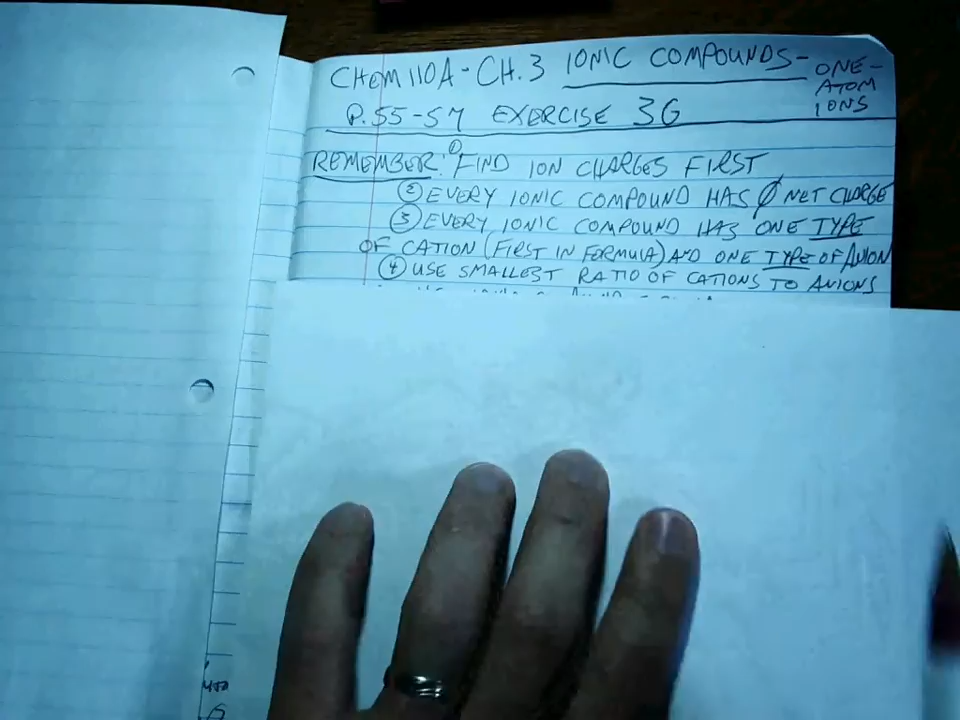 CHEM 110A - CH. 3 IONIC COMPOUNDS - ONE-
ATOM
IONS
P. 55-57 EXERCISE 3G
REMEMBER: ① FIND ION CHARGES FIRST
② EVERY IONIC COMPOUND HAS 0 NET CHARGE
③ EVERY IONIC COMPOUND HAS ONE TYPE
OF CATION (FIRST IN FORMULA) AND ONE TYPE OF ANION
④ USE SMALLEST RATIO OF CATIONS TO ANIONS